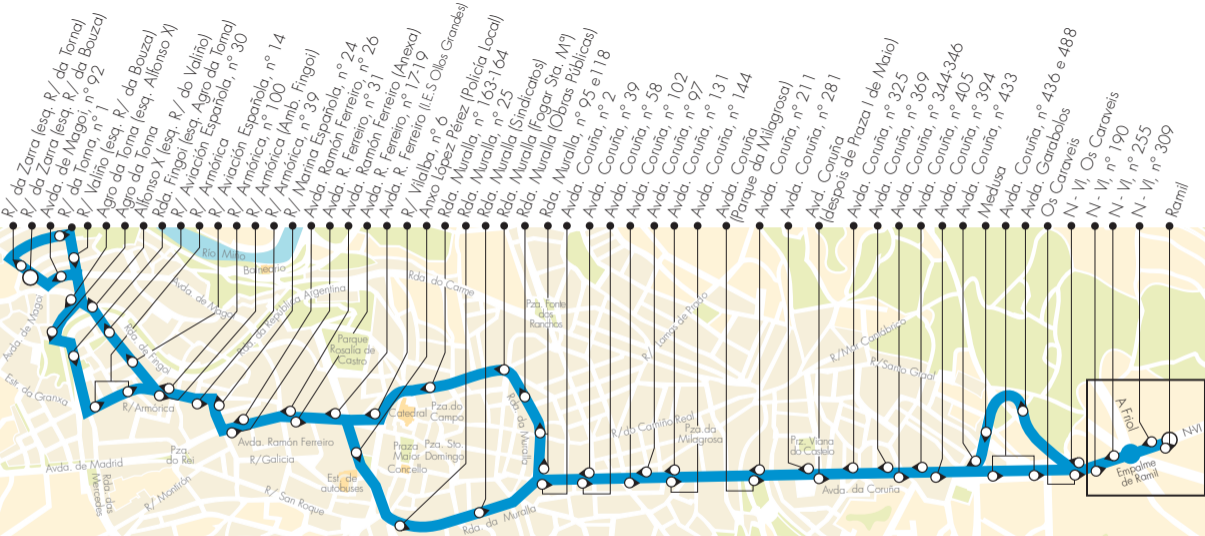 R/ da Zarra (esq. R/ da Torna)
R/ da Zarra (esq. R/ da Bouza)
Avda. de Magoi, nº 92
R/ da Torna, nº 1
R/ Valiño (esq. R/ da Bouza)
Agro da Torna (esq. Alfonso X)
Agro da Torna
Alfonso X (esq. R/ do Valiño)
Rda. Fingoi (esq. Agro da Torna)
R/ Aviación Española, nº 30
R/ Armórica, nº 100
R/ Aviación Española, nº 14
R/ Armórica (Amb. Fingoi)
R/ Armórica, nº 39
R/ Marina Española, nº 24
Avda. Ramón Ferreiro, nº 26
Avda. R. Ferreiro, nº 31
Avda. Ramón Ferreiro (Anexa)
Avda. R. Ferreiro, nº 17-19
Avda. R. Ferreiro (I.E.S Ollos Grandes)
R/ Vilalba, nº 6
Anxo López Pérez (Policía Local)
Rda. Muralla, nº 163-164
Rda. Muralla, nº 25
Rda. Muralla (Sindicatos)
Rda. Muralla (Fogar Sta. Mª)
Rda. Muralla (Obras Públicas)
Rda. Muralla, nº 95 e 118
Avda. Coruña, nº 2
Avda. Coruña, nº 39
Avda. Coruña, nº 58
Avda. Coruña, nº 102
Avda. Coruña, nº 97
Avda. Coruña, nº 131
Avda. Coruña, nº 144
Avda. Coruña
(Parque da Milagrosa)
Avda. Coruña, nº 211
Avda. Coruña, nº 281
Avd. Coruña
(despois de Praza I de Maio)
Avda. Coruña, nº 325
Avda. Coruña, nº 369
Avda. Coruña, nº 344-346
Avda. Coruña, nº 405
Avda. Coruña, nº 394
Avda. Coruña, nº 433
Medusa
Avda. Coruña, nº 436 e 488
Avda. Garabolos
Os Caraveis
N - VI, Os Caraveis
N - VI, nº 190
N - VI, nº 255
N - VI, nº 309
Ramil
Río Miño
Balneario
Avda. de Magoi
Avda. de Magoi
Rda. da República Argentina
Rda. do Carme
Rda. de Fingoi
Parque
Rosalía de
Castro
Pza. Fonte
dos
Ranchos
R/ Lamas de Prado
R/ Mar Cantábrico
R/ Santo Graal
Estr. da Granxa
R/ Armórica
Catedral
Pza. do
Campo
Rda. da Muralla
R/ do Camiño Real
Pza. da
Milagrosa
Prz. Viana
do Castelo
A Friol
N-VI
Empalme
de Ramil
Avda. de Madrid
Pza.
do Rei
Avda. Ramón Ferreiro
R/ Galicia
Praza
Maior
Concello
Pza. Sto.
Domingo
Rda. das
Mercedes
R/ Montirón
R/ San Roque
Est. de
autobuses
Rda. da Muralla
Avda. da Coruña